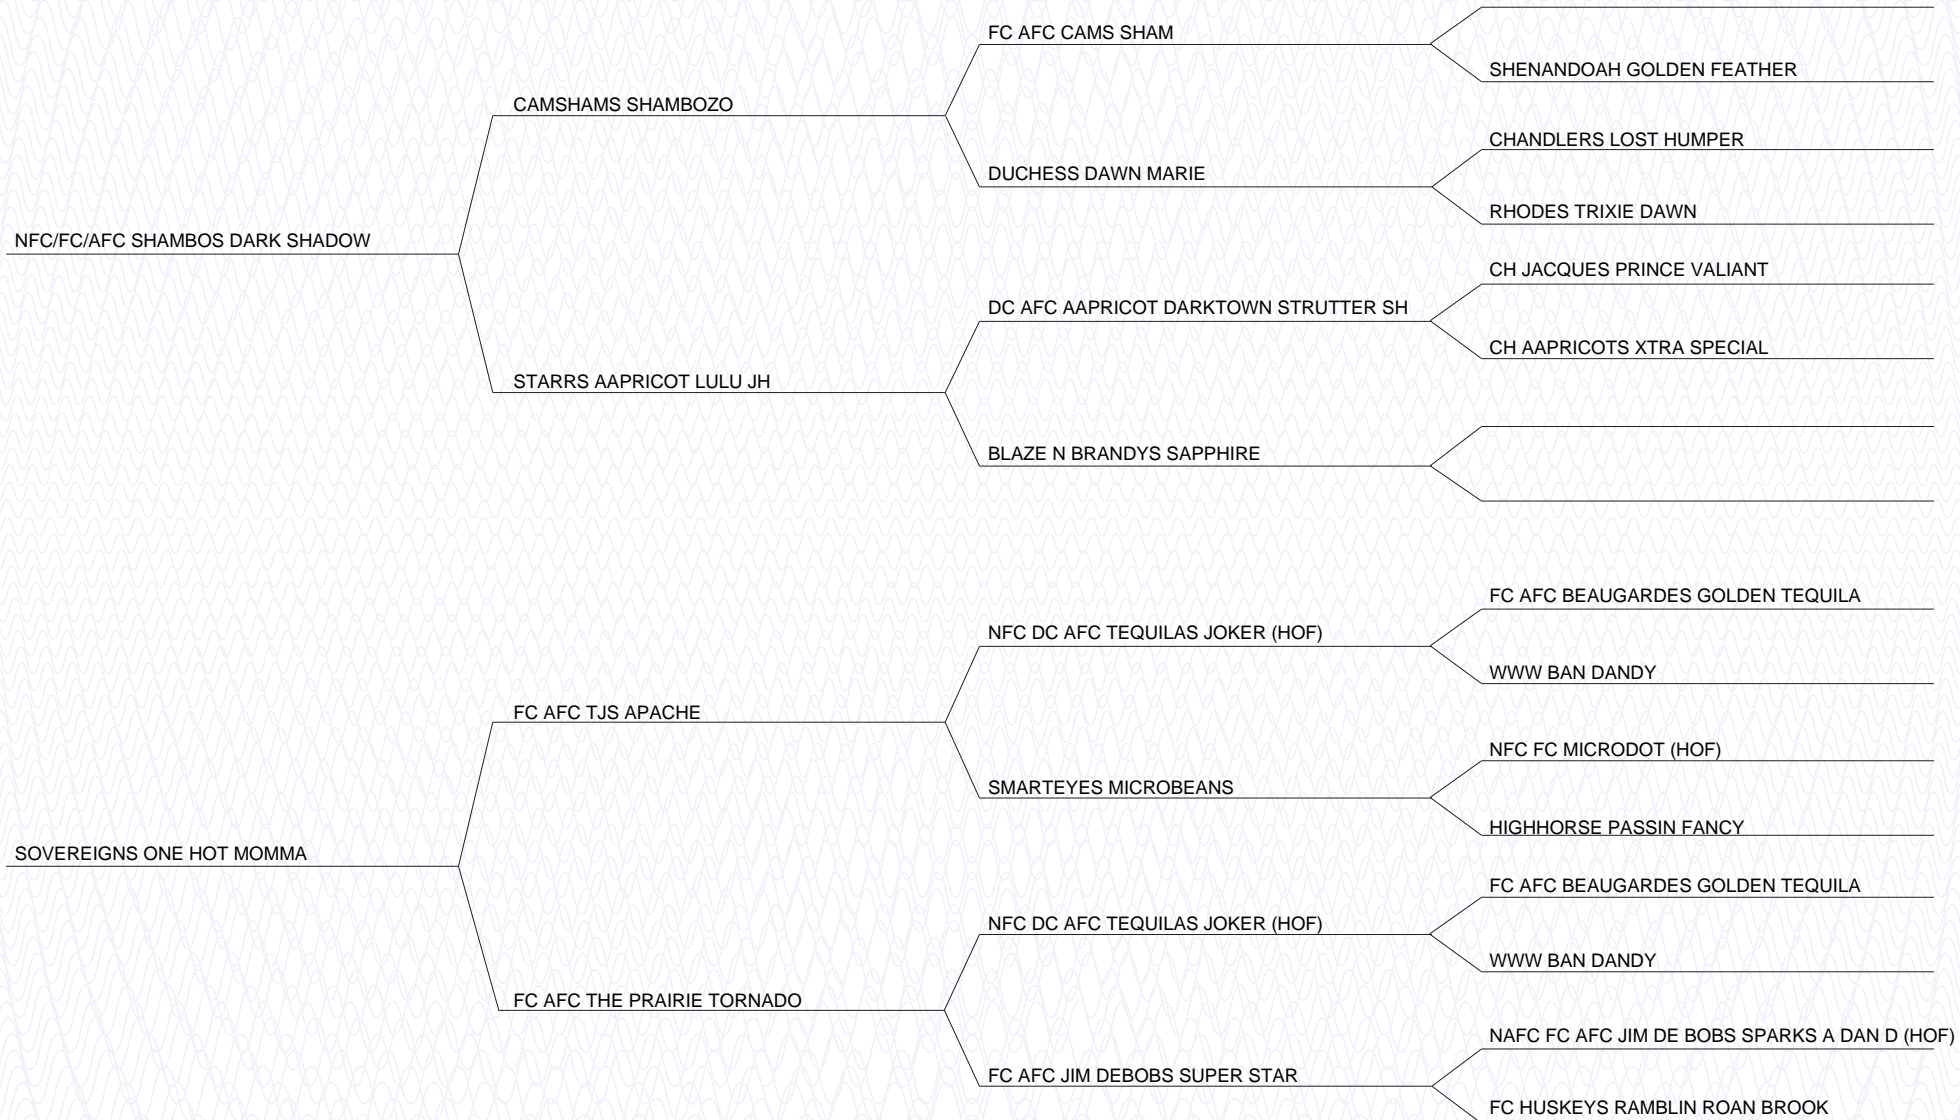 FC AFC CAMS SHAM
SHENANDOAH GOLDEN FEATHER
CAMSHAMS SHAMBOZO
CHANDLERS LOST HUMPER
DUCHESS DAWN MARIE
RHODES TRIXIE DAWN
NFC/FC/AFC SHAMBOS DARK SHADOW
CH JACQUES PRINCE VALIANT
DC AFC AAPRICOT DARKTOWN STRUTTER SH
CH AAPRICOTS XTRA SPECIAL
STARRS AAPRICOT LULU JH
BLAZE N BRANDYS SAPPHIRE
FC AFC BEAUGARDES GOLDEN TEQUILA
NFC DC AFC TEQUILAS JOKER (HOF)
WWW BAN DANDY
FC AFC TJS APACHE
NFC FC MICRODOT (HOF)
SMARTEYES MICROBEANS
HIGHHORSE PASSIN FANCY
SOVEREIGNS ONE HOT MOMMA
FC AFC BEAUGARDES GOLDEN TEQUILA
NFC DC AFC TEQUILAS JOKER (HOF)
WWW BAN DANDY
FC AFC THE PRAIRIE TORNADO
NAFC FC AFC JIM DE BOBS SPARKS A DAN D (HOF)
FC AFC JIM DEBOBS SUPER STAR
FC HUSKEYS RAMBLIN ROAN BROOK